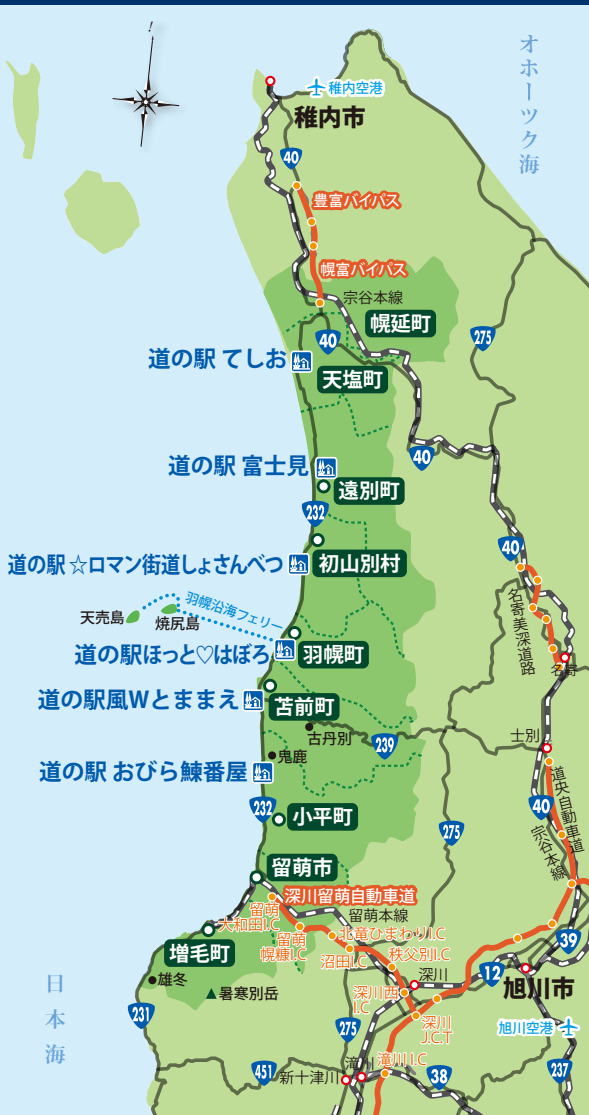 オホーツク海
稚内空港
稚内市
40
豊富バイパス
幌富バイパス
宗谷本線
幌延町
40
275
道の駅 てしお
天塩町
40
道の駅 富士見
遠別町
232
40
道の駅 ☆ロマン街道しょさんべつ
初山別村
名寄美深道路
羽幌沿海フェリー
天売島
焼尻島
道の駅ほっと♡はぼろ
羽幌町
名寄
道の駅風Wとままえ
苫前町
古丹別
239
士別
鬼鹿
道の駅 おびら鰊番屋
道央自動車道
40
232
小平町
275
宗谷本線
留萌市
深川留萌自動車道
留萌
大和田I.C
留萌本線
増毛町
留萌
幌糠I.C
北竜ひまわりI.C
沼田I.C
秩父別I.C
39
12
深川
旭川市
雄冬
暑寒別岳
深川西
I.C
日本海
231
275
深川
J.C.T
旭川空港
451
滝川
滝川I.C
新十津川
38
237